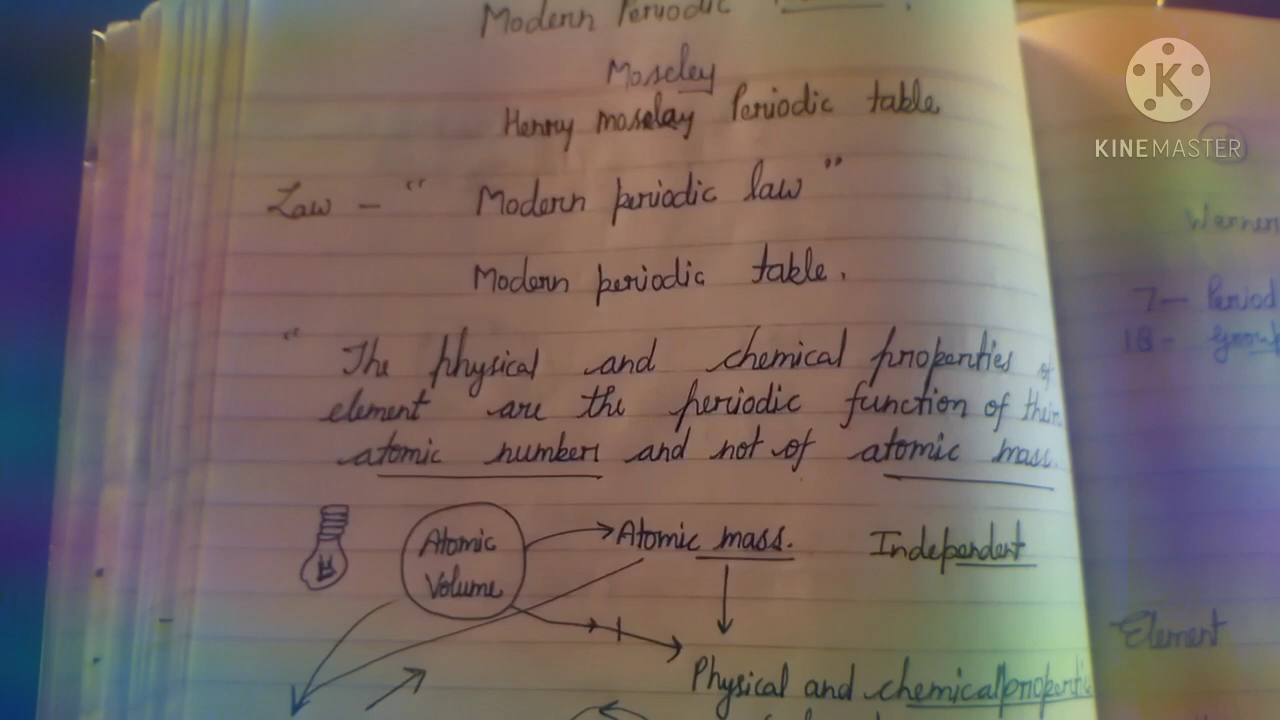 Modern Periodic
Moseley
Henry moseley Periodic table
Law - " Modern periodic law "
Modern periodic table.
" The physical and chemical properties of
element are the periodic function of their
atomic numbers and not of atomic mass.
Atomic
Volume
Atomic mass.
Independent
Physical and chemical properti
K
KINEMASTER
Werner
7- Period
18- group
Element